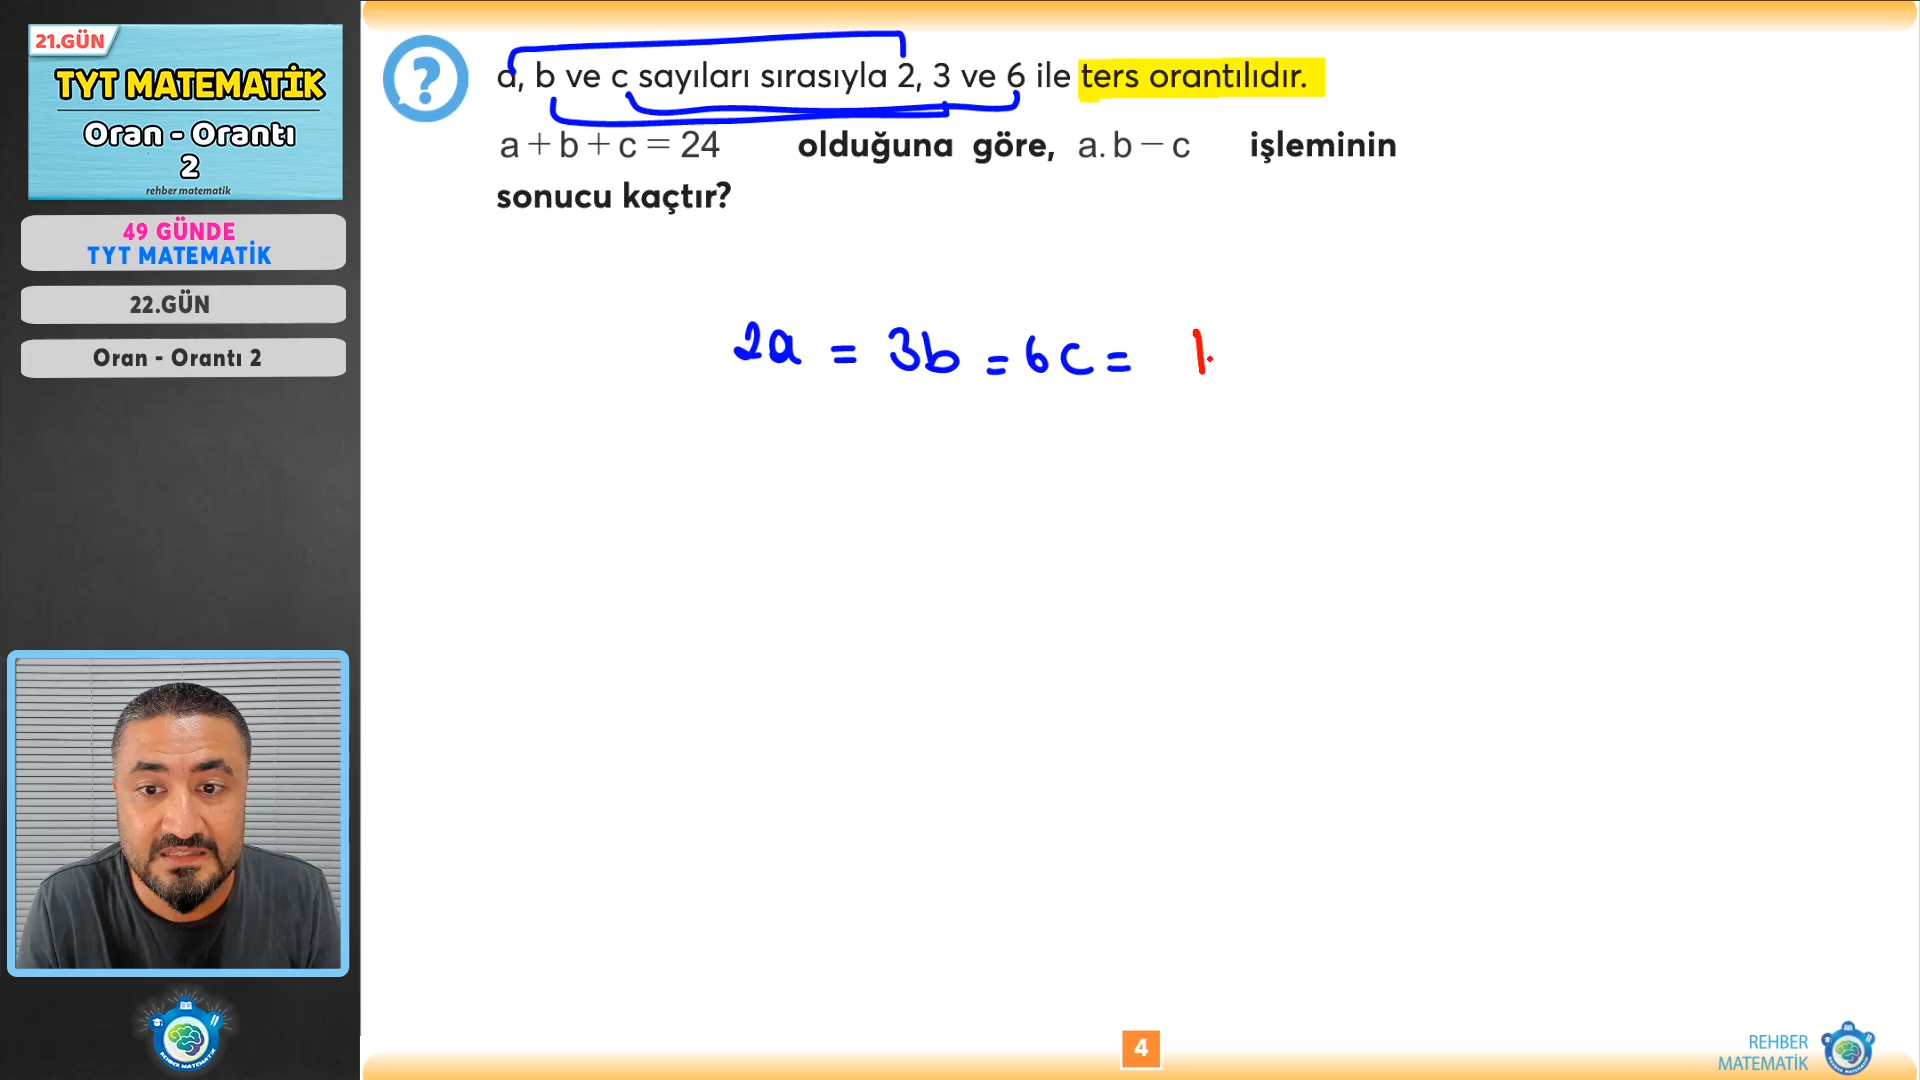 21.GÜN
TYT MATEMATİK
Oran - Orantı
2
rehber matematik
49 GÜNDE
TYT MATEMATİK
22.GÜN
Oran - Orantı 2
a, b ve c sayıları sırasıyla 2, 3 ve 6 ile ters orantılıdır.
a+b+c=24 olduğuna göre, a.b-c işleminin
sonucu kaçtır?
2a = 3b = 6c =
4
REHBER
MATEMATİK
REHBER MATEMATİK